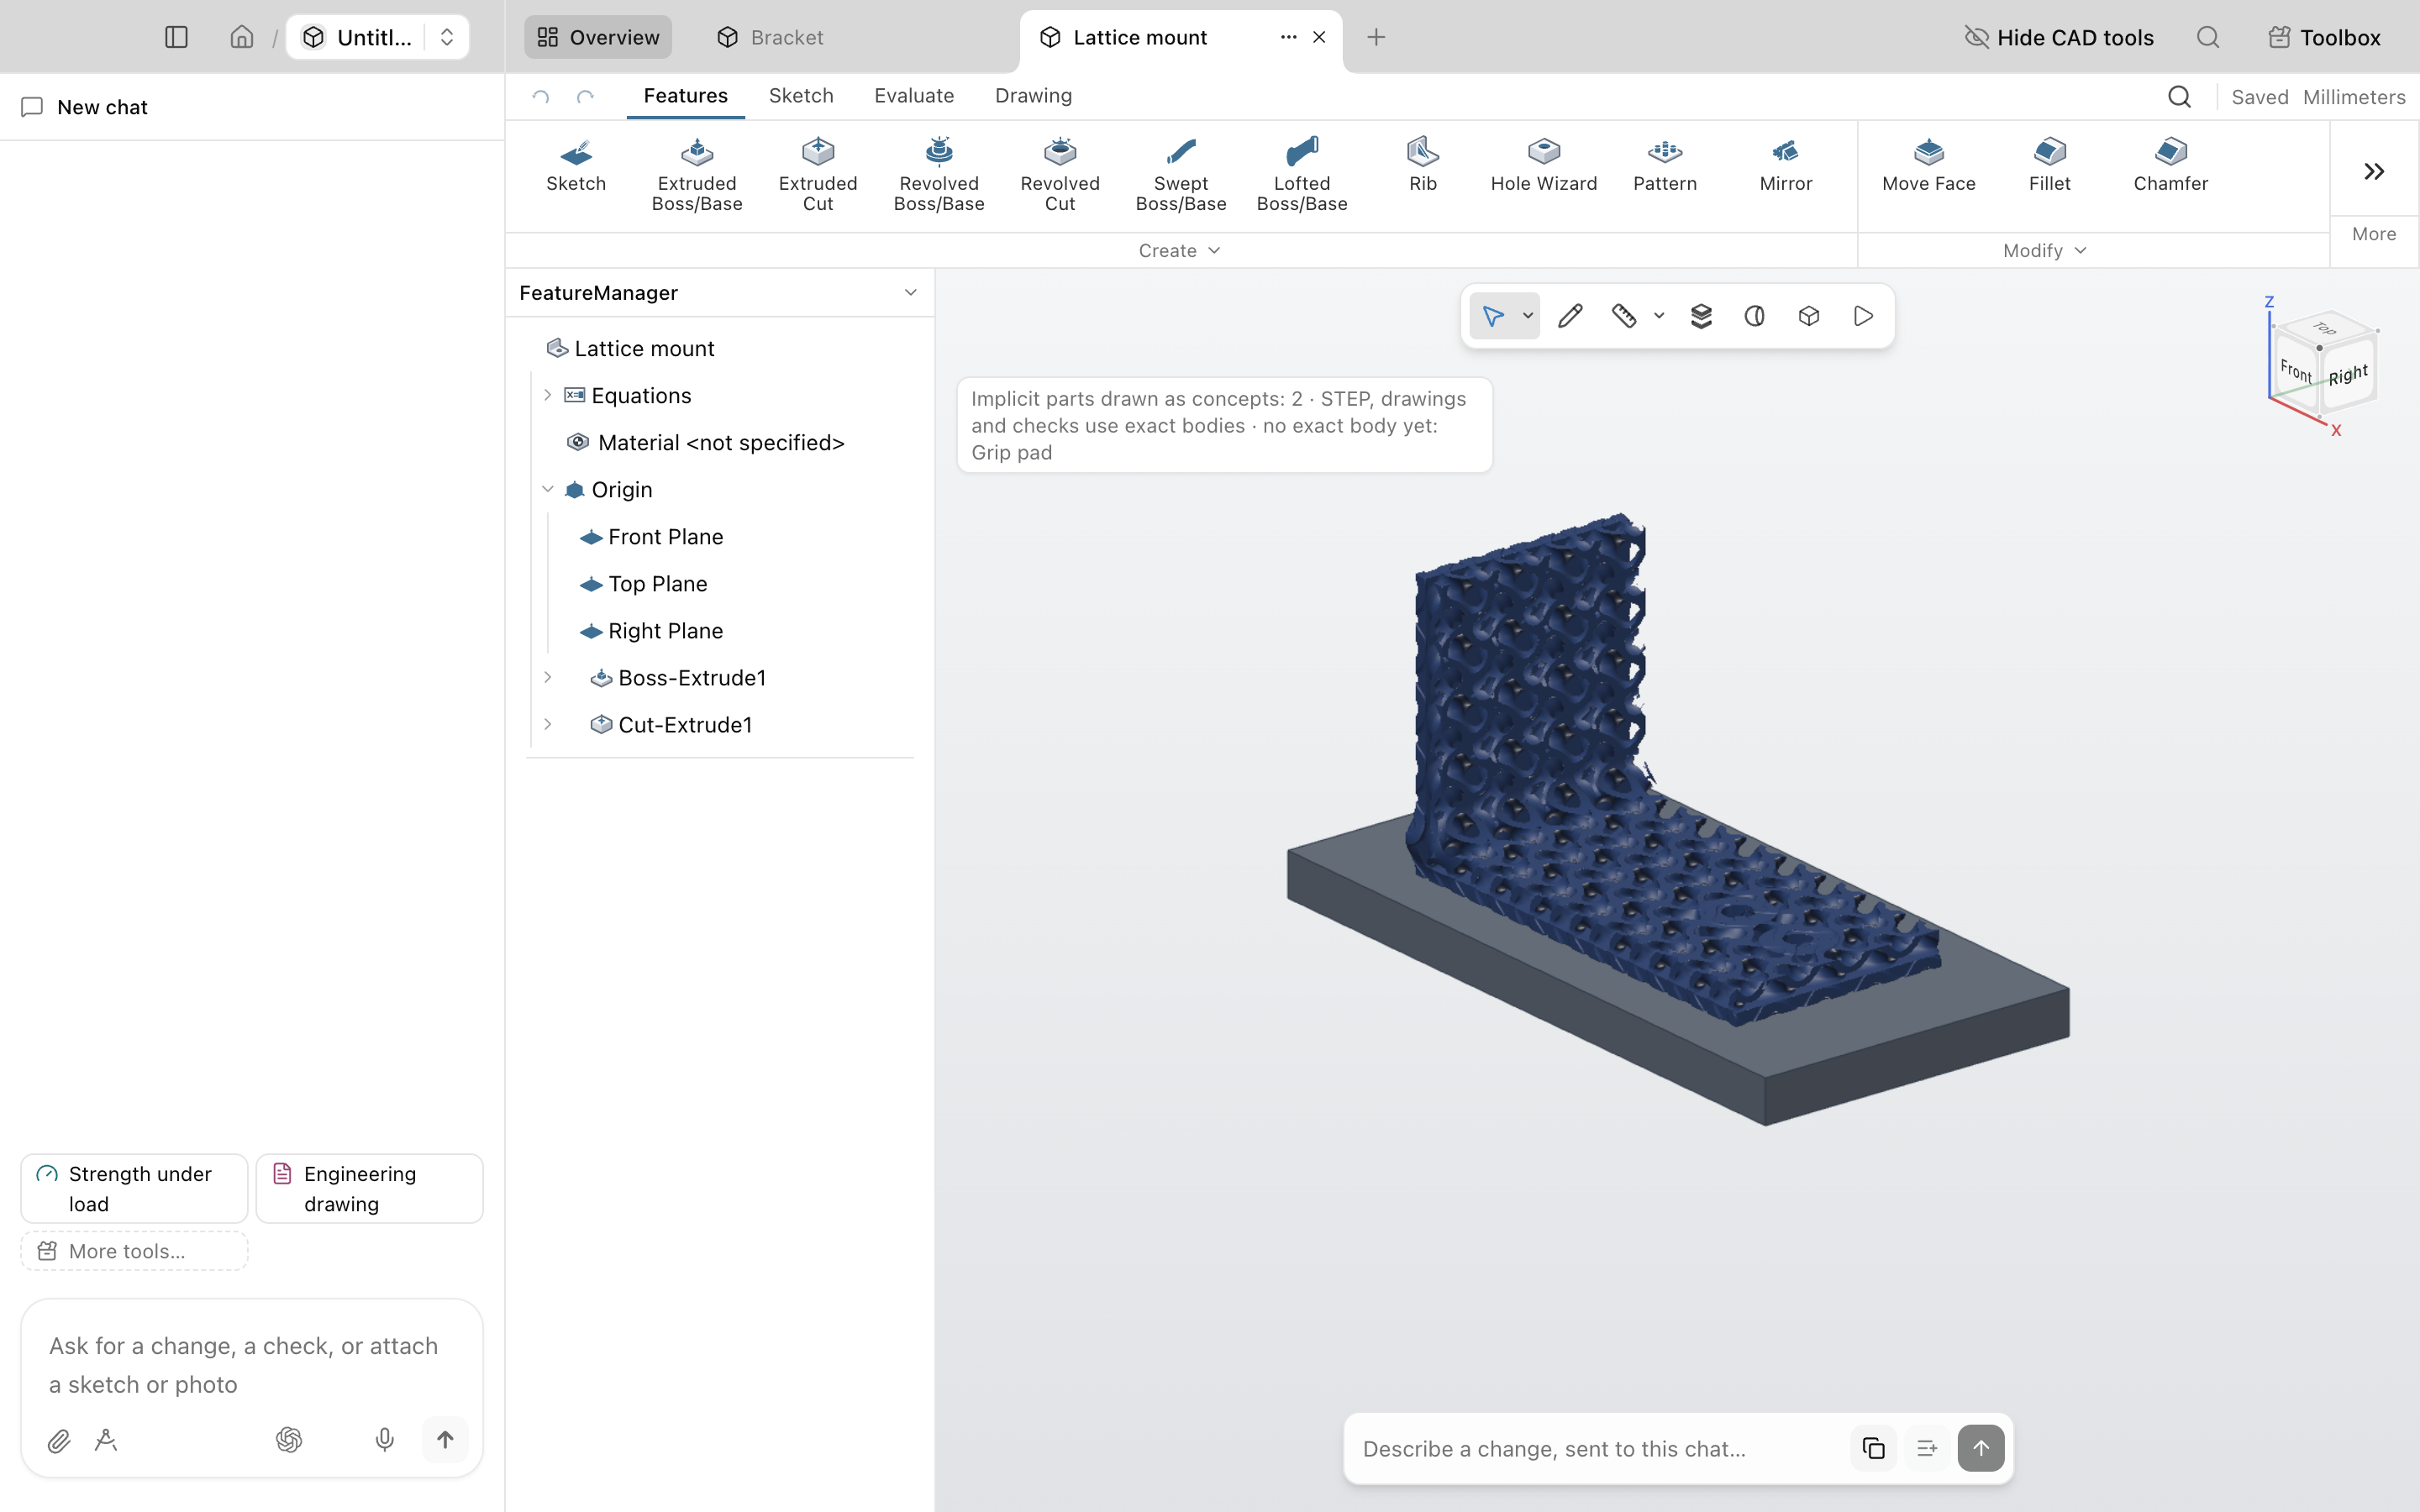 Untitl...
Overview
Bracket
Lattice mount
Hide CAD tools
Toolbox
New chat
Features
Sketch
Evaluate
Drawing
Saved
Millimeters
Sketch
Extruded
Boss/Base
Extruded
Cut
Revolved
Boss/Base
Revolved
Cut
Swept
Boss/Base
Lofted
Boss/Base
Rib
Hole Wizard
Pattern
Mirror
Move Face
Fillet
Chamfer
Create
Modify
More
FeatureManager
Lattice mount
Equations
Material <not specified>
Origin
Front Plane
Top Plane
Right Plane
Boss-Extrude1
Cut-Extrude1
Implicit parts drawn as concepts: 2 · STEP, drawings
and checks use exact bodies · no exact body yet:
Grip pad
Z
Top
Front
Right
X
Strength under
load
Engineering
drawing
More tools...
Ask for a change, a check, or attach
a sketch or photo
Describe a change, sent to this chat...